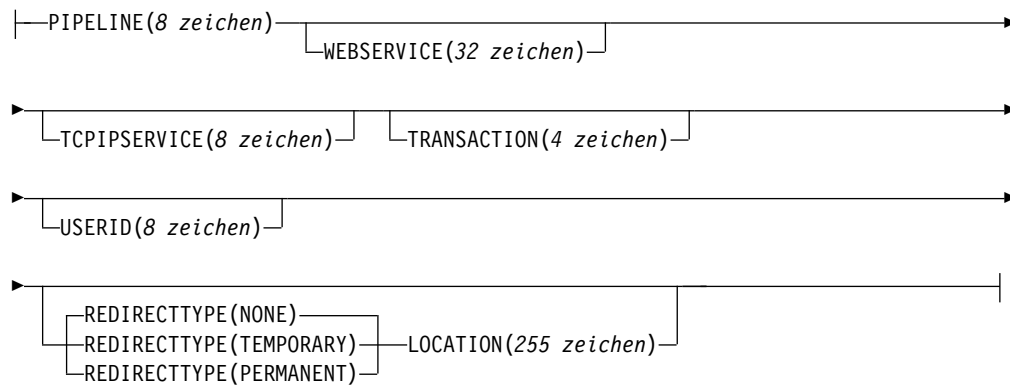 PIPELINE(8 zeichen)
WEBSERVICE(32 zeichen)
TCPIPSERVICE(8 zeichen)
TRANSACTION(4 zeichen)
USERID(8 zeichen)
REDIRECTTYPE(NONE)
REDIRECTTYPE(TEMPORARY)
LOCATION(255 zeichen)
REDIRECTTYPE(PERMANENT)